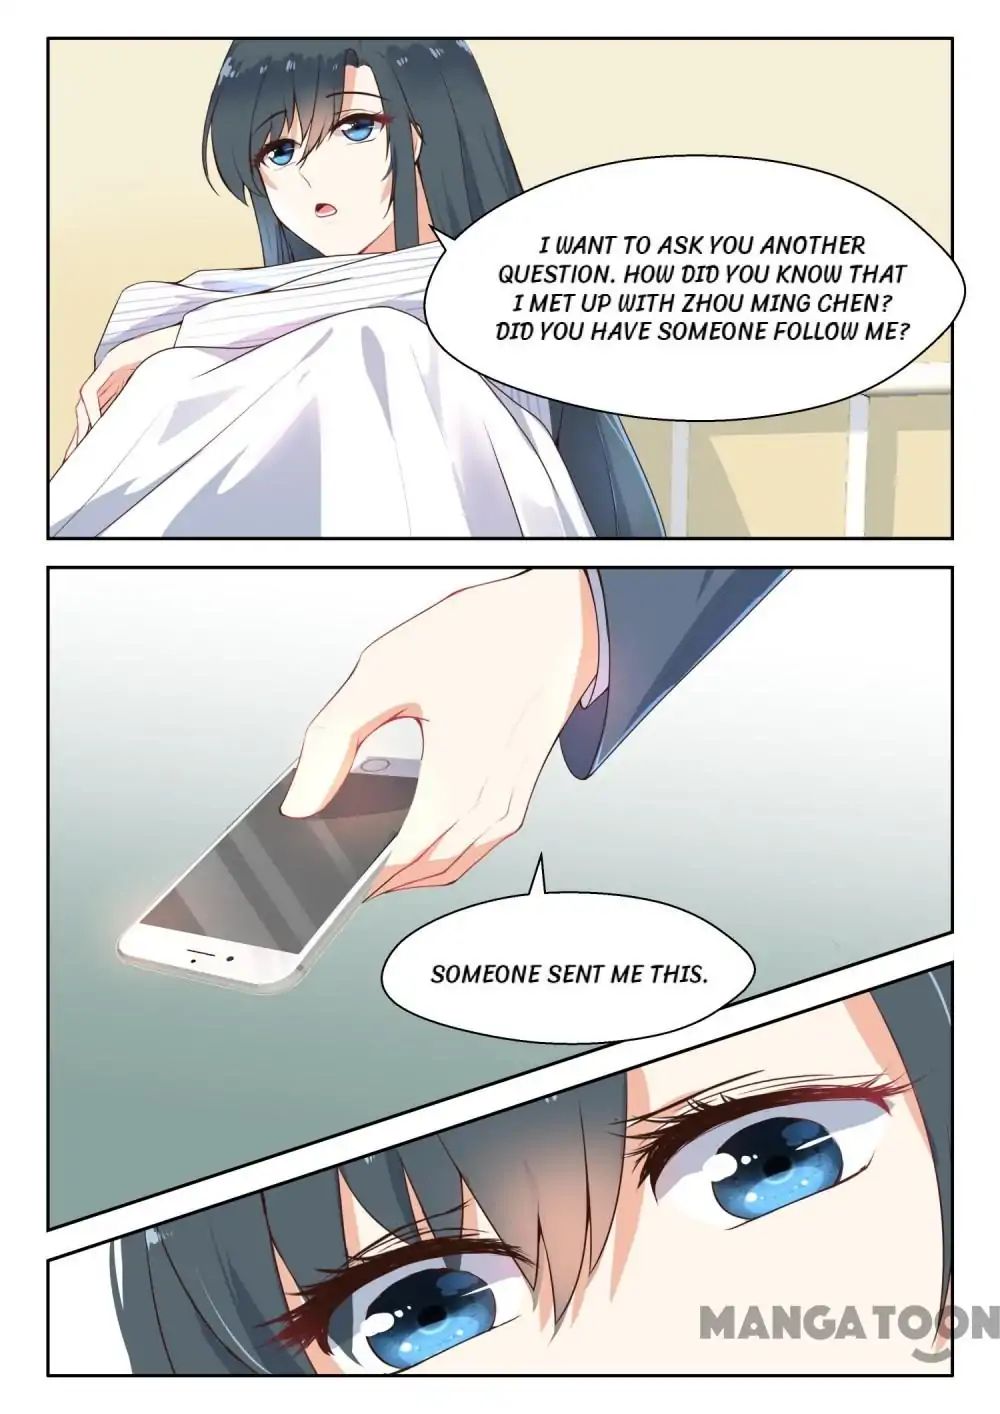 I WANT TO ASK YOU ANOTHER
QUESTION. HOW DID YOU KNOW THAT
I MET UP WITH ZHOU MING CHEN?
DID YOU HAVE SOMEONE FOLLOW ME?
SOMEONE SENT ME THIS.
MANGATOON